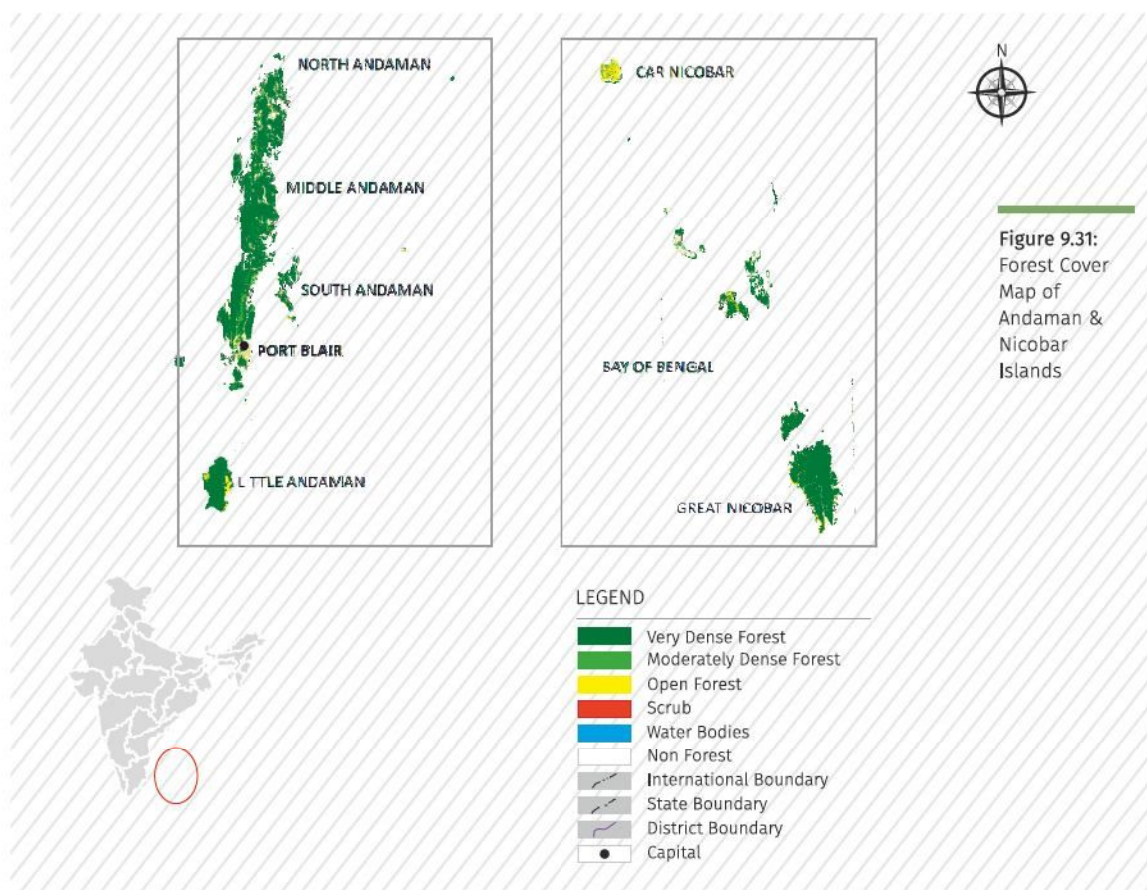 NORTH ANDAMAN
MIDDLE ANDAMAN
SOUTH ANDAMAN
PORT BLAIR
L TTLE ANDAMAN
CAR NICOBAR
BAY OF BENGAL
GREAT NICOBAR
N
Figure 9.31:
Forest Cover
Map of
Andaman &
Nicobar
Islands
LEGEND
Very Dense Forest
Moderately Dense Forest
Open Forest
Scrub
Water Bodies
Non Forest
International Boundary
State Boundary
District Boundary
Capital